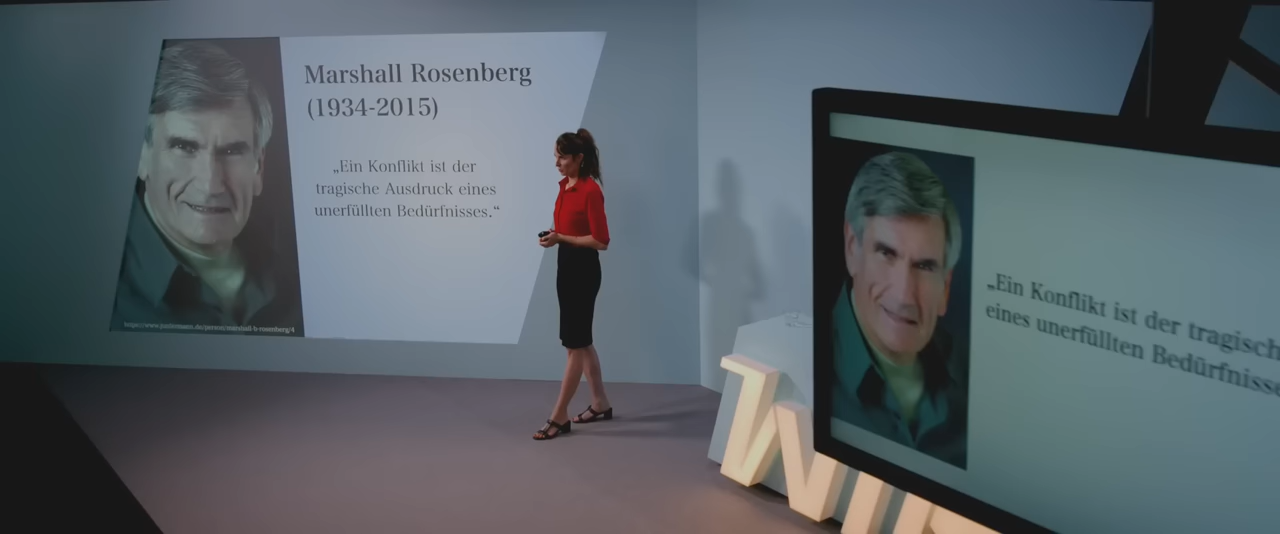 Marshall Rosenberg
(1934-2015)
„Ein Konflikt ist der
tragische Ausdruck eines
unerfüllten Bedürfnisses.“
„Ein Konflikt ist der tragisch
eines unerfüllten Bedürfnisse